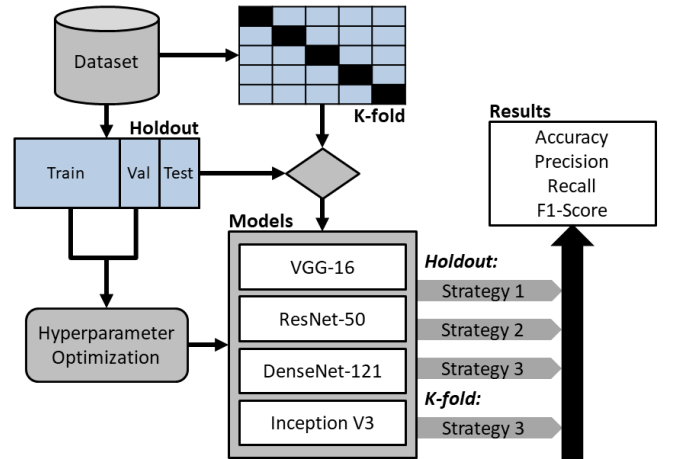 Dataset
K-fold
Holdout
Train
Val
Test
Hyperparameter
Optimization
Models
VGG-16
ResNet-50
DenseNet-121
Inception V3
Holdout:
Strategy 1
Strategy 2
Strategy 3
K-fold:
Strategy 3
Results
Accuracy
Precision
Recall
F1-Score